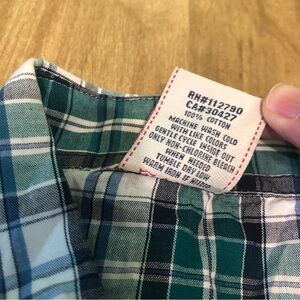 RN#112790
CA#30427
100% COTTON
MACHINE WASH COLD
WITH LIKE COLORS
GENTLE CYCLE INSIDE OUT
ONLY NON-CHLORINE BLEACH
WHEN NEEDED
TUMBLE DRY LOW
WARM IRON IF NEEDED